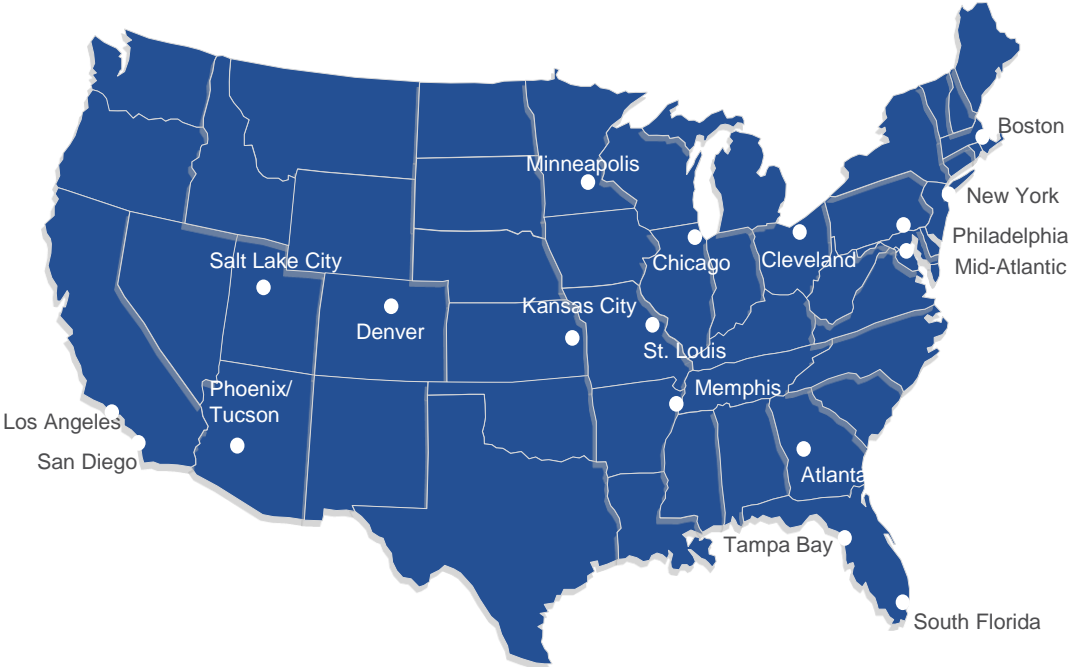 Boston
Minneapolis
New York
Philadelphia
Salt Lake City
Chicago
Cleveland
Mid-Atlantic
Kansas City
Denver
St. Louis
Phoenix/
Tucson
Memphis
Los Angeles
San Diego
Atlanta
Tampa Bay
South Florida